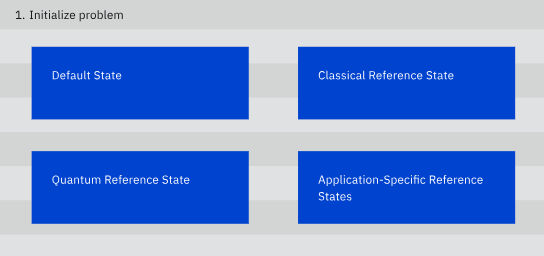 1. Initialize problem
Default State
Classical Reference State
Quantum Reference State
Application-Specific Reference
States